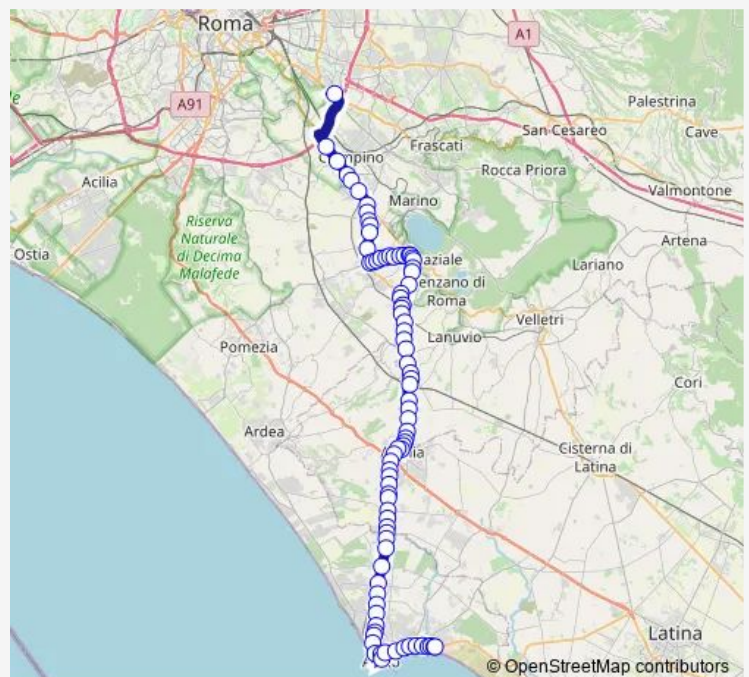 Roma
A1
A91
Palestrina
San Cesareo
Cave
Frascati
Rocca Priora
Acilia
Valmontone
Marino
Riserva
Naturale
di Decima
Malafede
Artena
Ostia
Lariano
Roma
Velletri
Lanuvio
Pomezia
Cori
Ardea
Cisterna di
Latina
Latina
© OpenStreetMap contributors